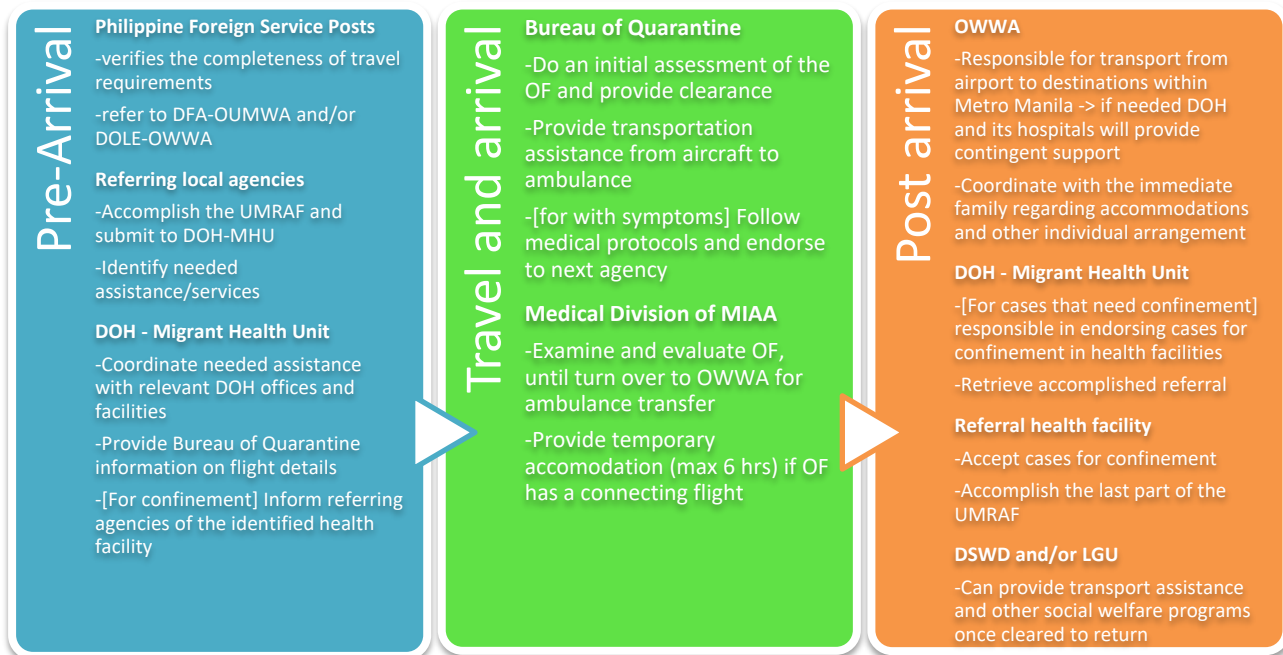 Pre-Arrival
Philippine Foreign Service Posts
-verifies the completeness of travel
requirements
-refer to DFA-OUMWA and/or
DOLE-OWWA
Referring local agencies
-Accomplish the UMRAF and
submit to DOH-MHU
-Identify needed
assistance/services
DOH - Migrant Health Unit
-Coordinate needed assistance
with relevant DOH offices and
facilities
-Provide Bureau of Quarantine
information on flight details
-[For confinement] Inform referring
agencies of the identified health
facility
Travel and arrival
Bureau of Quarantine
-Do an initial assessment of the
OF and provide clearance
-Provide transportation
assistance from aircraft to
ambulance
-[for with symptoms] Follow
medical protocols and endorse
to next agency
Medical Division of MIAA
-Examine and evaluate OF,
until turn over to OWWA for
ambulance transfer
-Provide temporary
accomodation (max 6 hrs) if OF
has a connecting flight
Post arrival
OWWA
-Responsible for transport from
airport to destinations within
Metro Manila -> if needed DOH
and its hospitals will provide
contingent support
-Coordinate with the immediate
family regarding accommodations
and other individual arrangement
DOH - Migrant Health Unit
-[For cases that need confinement]
responsible in endorsing cases for
confinement in health facilities
-Retrieve accomplished referral
Referral health facility
-Accept cases for confinement
-Accomplish the last part of the
UMRAF
DSWD and/or LGU
-Can provide transport assistance
and other social welfare programs
once cleared to return